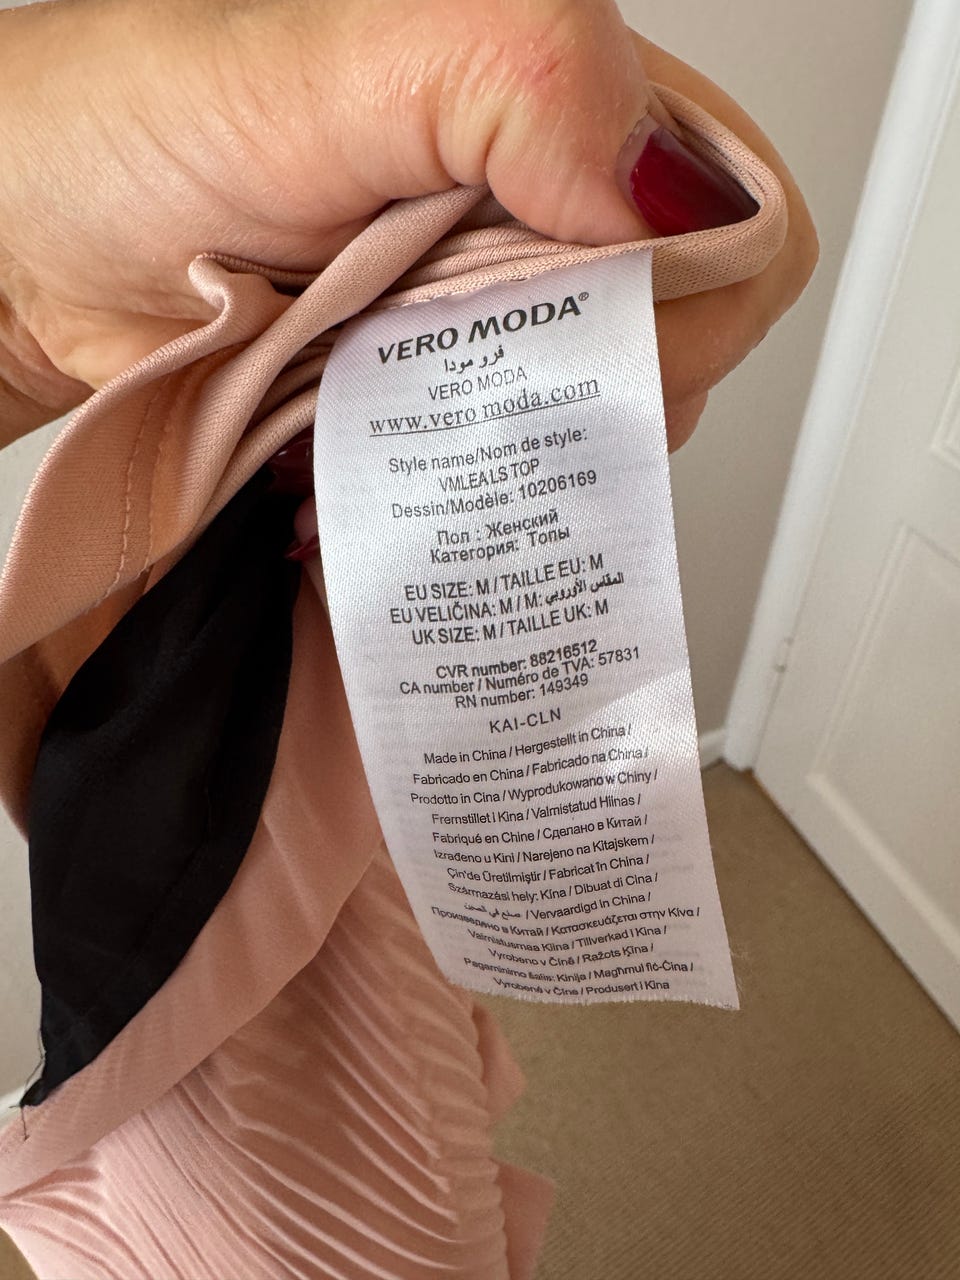 VERO MODA®
فرو مودا
VERO MODA
www.vero moda.com
Style name/Nom de style:
VMLEA LS TOP
Dessin/Modèle: 10206169
Пол : Женский
Категория: Топы
EU SIZE: M / TAILLE EU: M
EU VELIČINA: M / M: المقاس الأوروبي
UK SIZE: M / TAILLE UK: M
CVR number: 88216512
CA number / Numéro de TVA: 57831
RN number: 149349
KAI-CLN
Made in China / Hergestellt in China /
Fabricado en China / Fabricado na China /
Prodotto in Cina / Wyprodukowano w Chiny /
Fremstillet i Kina / Valmistatud Hiinas /
Fabriqué en Chine / Сделано в Китай /
Izrađeno u Kini / Narejeno na Kitajskem /
Çin'de Üretilmiştir / Fabricat în China /
Származási hely: Kína / Dibuat di Cina /
صنع في الصين / Vervaardigd in China /
Произведено в Китай / Κατασκευάζεται στην Κίνα /
Valmistusmaa Kiina / Tillverkad i Kina /
Vyrobeno v Číně / Ražots Ķīna /
Pagaminimo šalis: Kinija / Magħmul fiċ-Ċina /
Vyrobené v Číne / Produsert i Kina